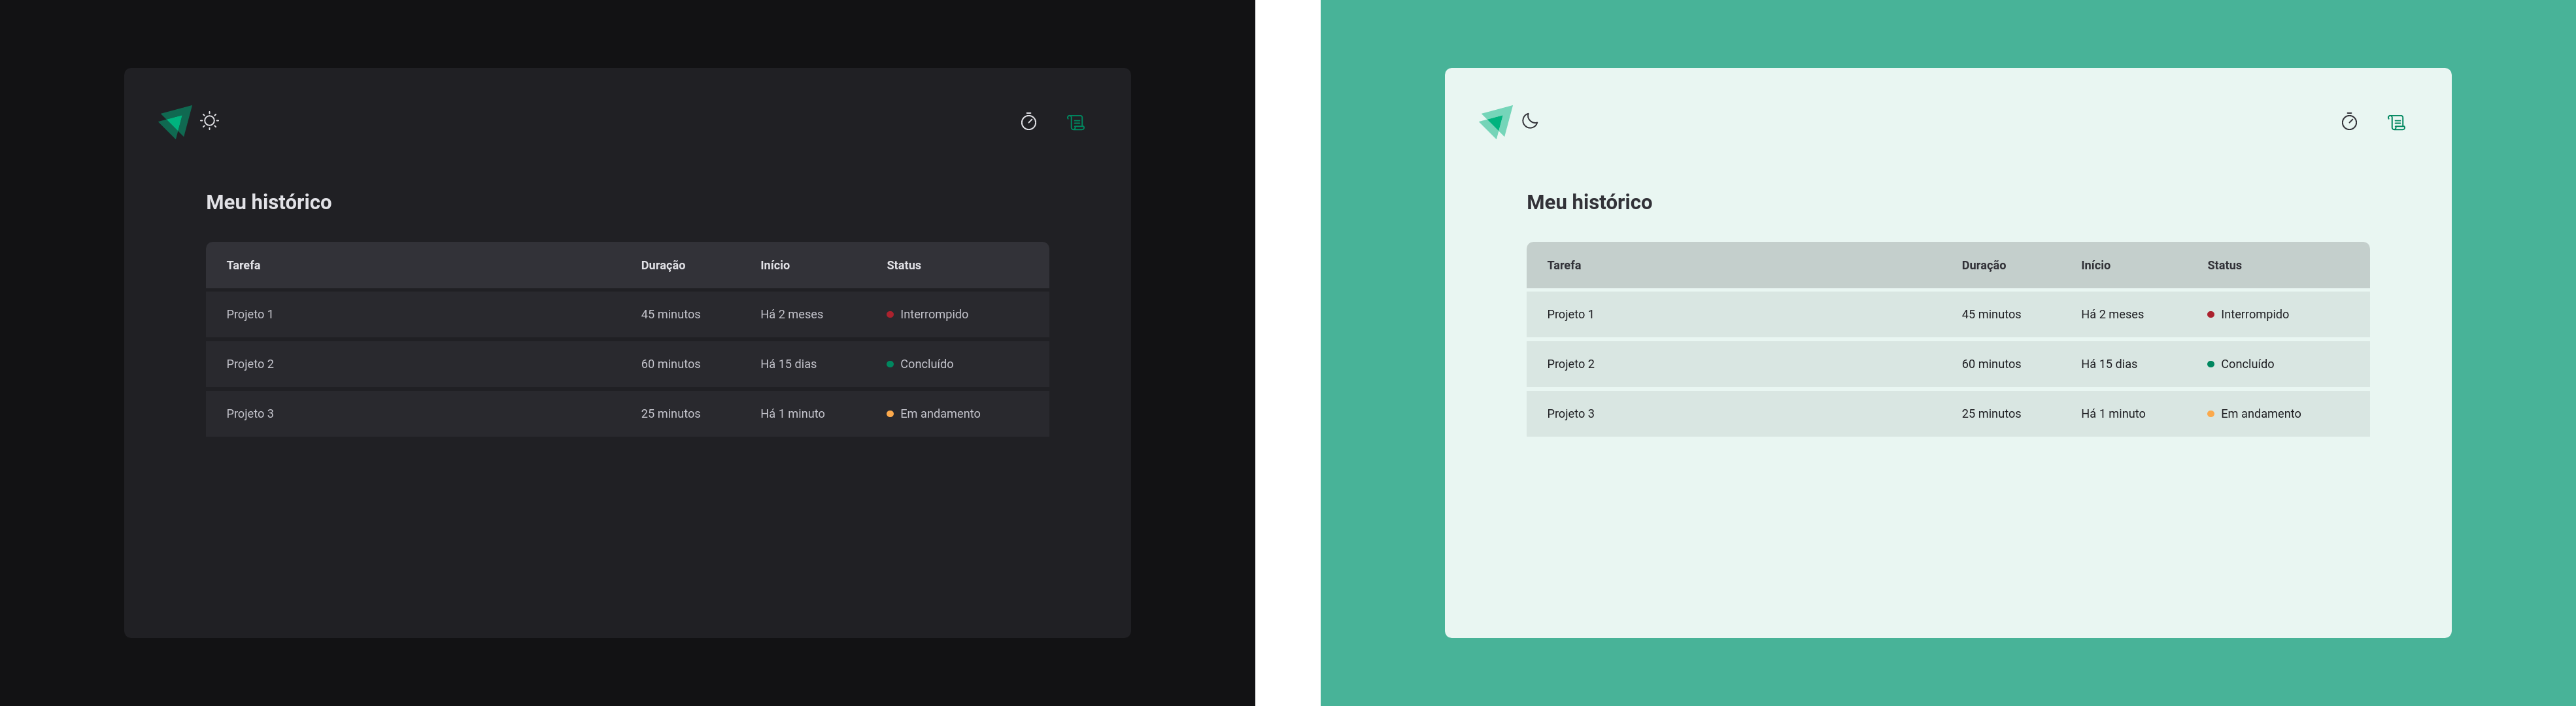 Meu histórico
Tarefa Duração Início Status
Projeto 1 45 minutos Há 2 meses Interrompido
Projeto 2 60 minutos Há 15 dias Concluído
Projeto 3 25 minutos Há 1 minuto Em andamento
Meu histórico
Tarefa Duração Início Status
Projeto 1 45 minutos Há 2 meses Interrompido
Projeto 2 60 minutos Há 15 dias Concluído
Projeto 3 25 minutos Há 1 minuto Em andamento